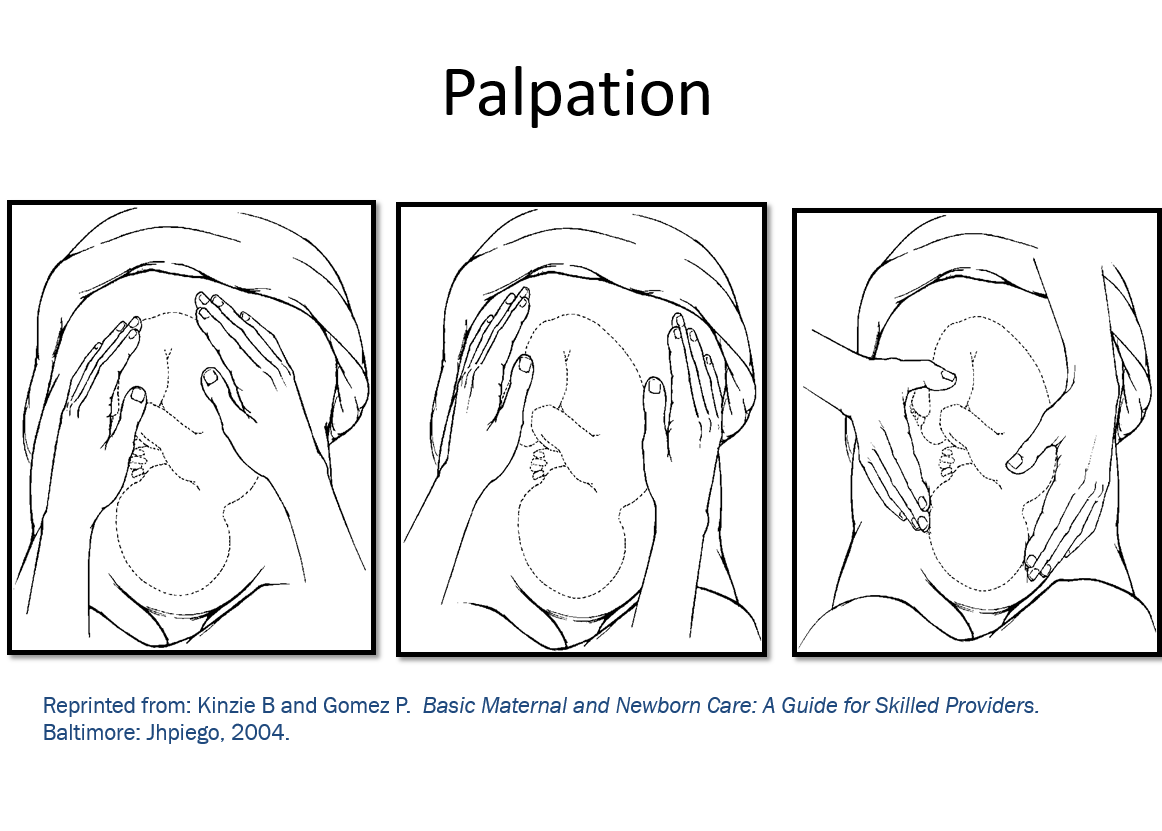 Palpation
Reprinted from: Kinzie B and Gomez P.  Basic Maternal and Newborn Care: A Guide for Skilled Providers.
Baltimore: Jhpiego, 2004.